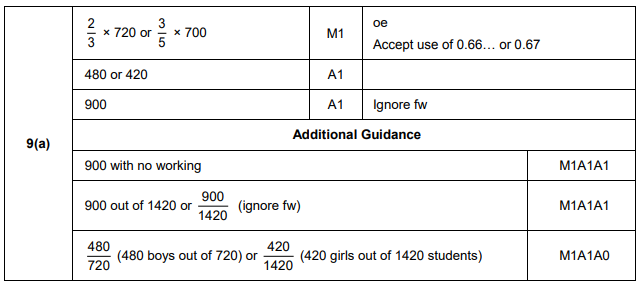 9(a)
2/3 × 720 or 3/5 × 700
M1
oe
Accept use of 0.66… or 0.67
480 or 420
A1
900
A1
Ignore fw
Additional Guidance
900 with no working
M1A1A1
900 out of 1420 or 900/1420 (ignore fw)
M1A1A1
480/720 (480 boys out of 720) or 420/1420 (420 girls out of 1420 students)
M1A1A0